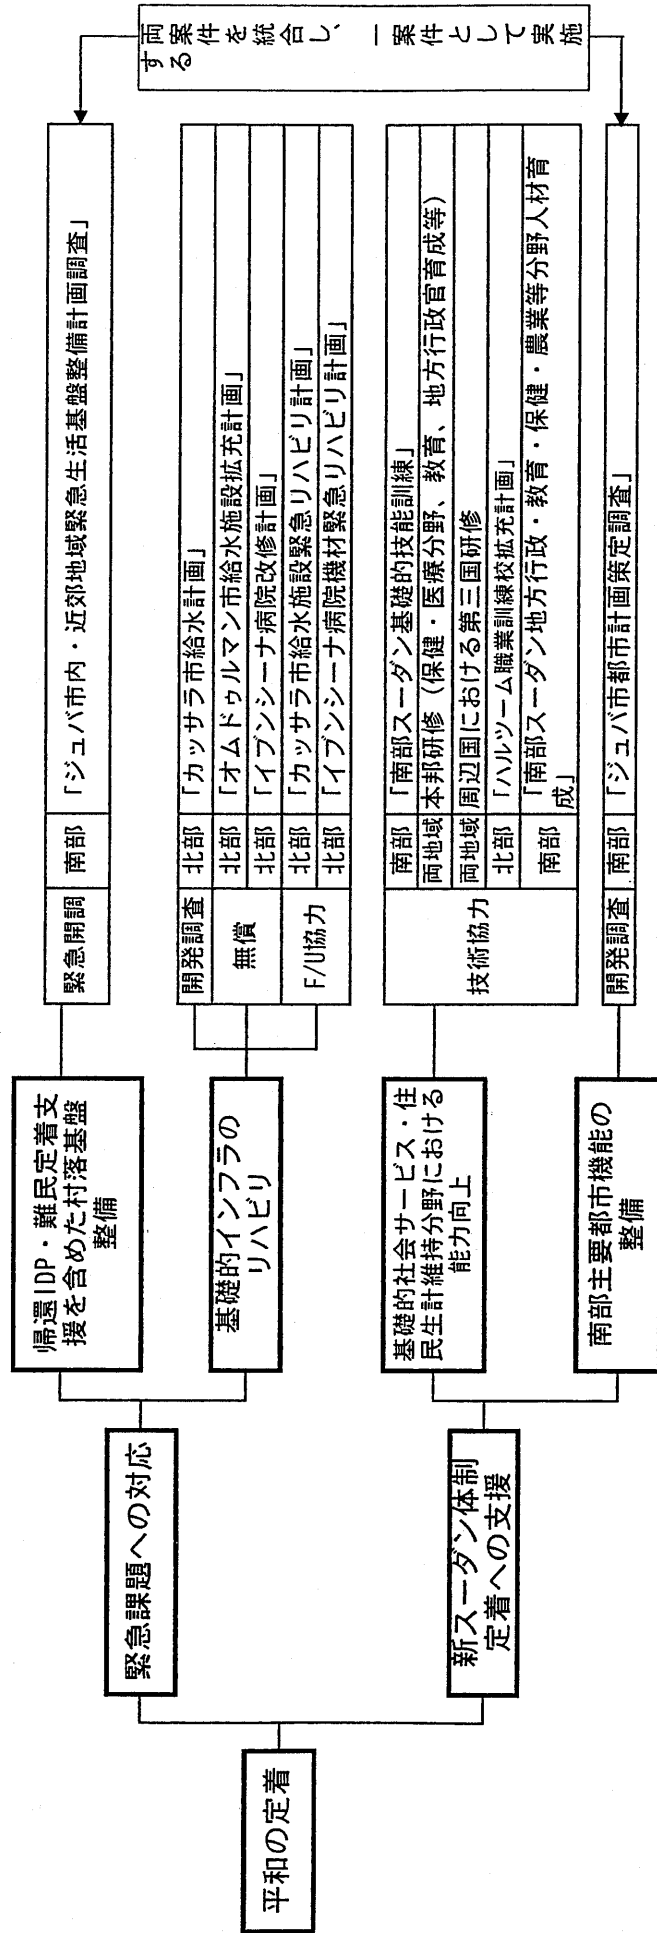 平和の定着
緊急課題への対応
新スーダン体制
定着への支援
帰還IDP・難民定着支
援を含めた村落基盤
整備
基礎的インフラの
リハビリ
基礎的社会サービス・住
民生計維持分野における
能力向上
南部主要都市機能の
整備
緊急開調 南部 「ジュバ市内・近郊地域緊急生活基盤整備計画調査」
開発調査 北部 「カッサラ市給水計画」
無償 北部 「オムドゥルマン市給水施設拡充計画」
北部 「イブンシーナ病院改修計画」
F/U協力 北部 「カッサラ市給水施設緊急リハビリ計画」
北部 「イブンシーナ病院機材緊急リハビリ計画」
技術協力 南部 「南部スーダン基礎的技能訓練」
両地域 本邦研修(保健・医療分野、教育、地方行政官育成等)
両地域 周辺国における第三国研修
北部 「ハルツーム職業訓練校拡充計画」
南部 「南部スーダン地方行政・教育・保健・農業等分野人材育
成」
開発調査 南部 「ジュバ市都市計画策定調査」
両案件を統合し、一案件として実施
する